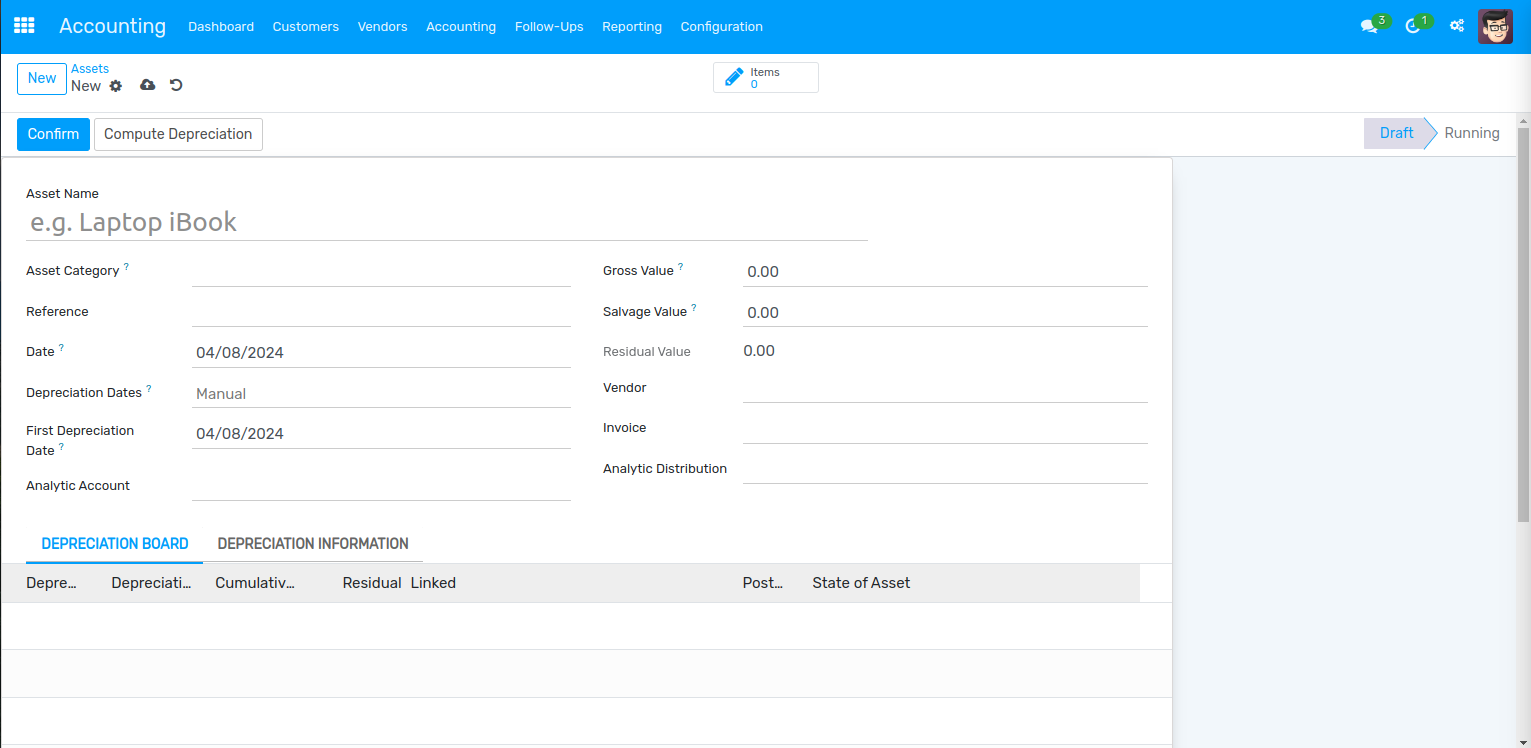 Accounting Dashboard Customers Vendors Accounting Follow-Ups Reporting Configuration 3 1
New Assets
New
Items
0
Confirm Compute Depreciation Draft Running
Asset Name
e.g. Laptop iBook
Asset Category ? Gross Value ? 0.00
Reference Salvage Value ? 0.00
Date ? 04/08/2024 Residual Value 0.00
Depreciation Dates ? Manual Vendor
First Depreciation
Date ? 04/08/2024 Invoice
Analytic Account Analytic Distribution
DEPRECIATION BOARD DEPRECIATION INFORMATION
Depre... Depreciati... Cumulativ... Residual Linked Post... State of Asset